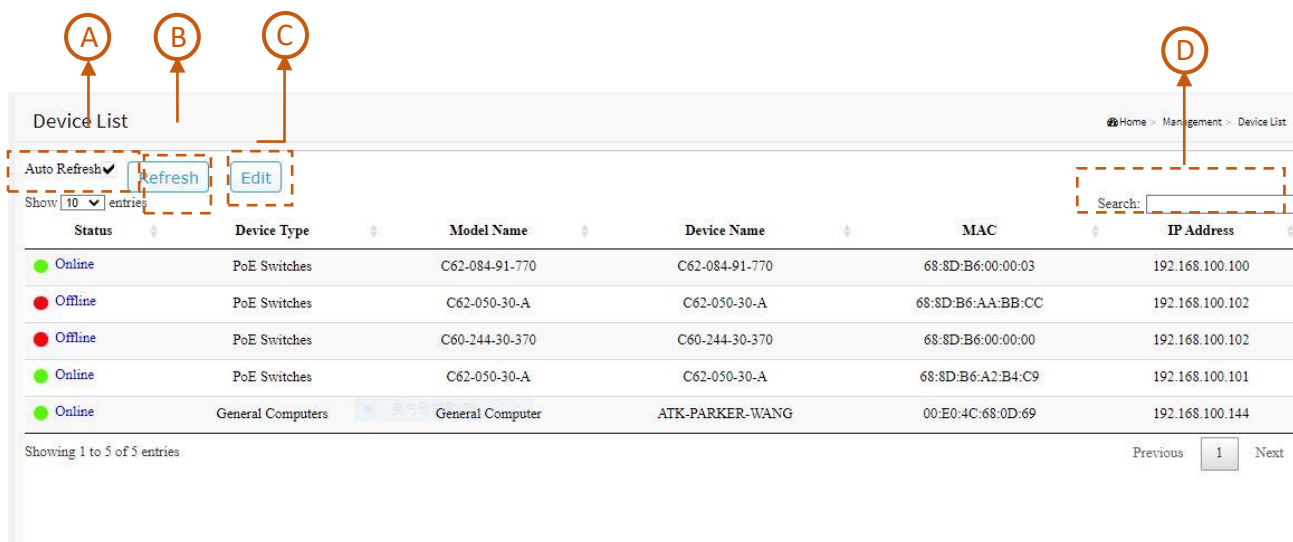 A B C D
Device List Home > Management > Device List
Auto Refresh Refresh Edit
Show 10 entries Search:
Status Device Type Model Name Device Name MAC IP Address
Online PoE Switches C62-084-91-770 C62-084-91-770 68:8D:B6:00:00:03 192.168.100.100
Offline PoE Switches C62-050-30-A C62-050-30-A 68:8D:B6:AA:BB:CC 192.168.100.102
Offline PoE Switches C60-244-30-370 C60-244-30-370 68:8D:B6:00:00:00 192.168.100.102
Online PoE Switches C62-050-30-A C62-050-30-A 68:8D:B6:A2:B4:C9 192.168.100.101
Online General Computers General Computer ATK-PARKER-WANG 00:E0:4C:68:0D:69 192.168.100.144
Showing 1 to 5 of 5 entries Previous 1 Next